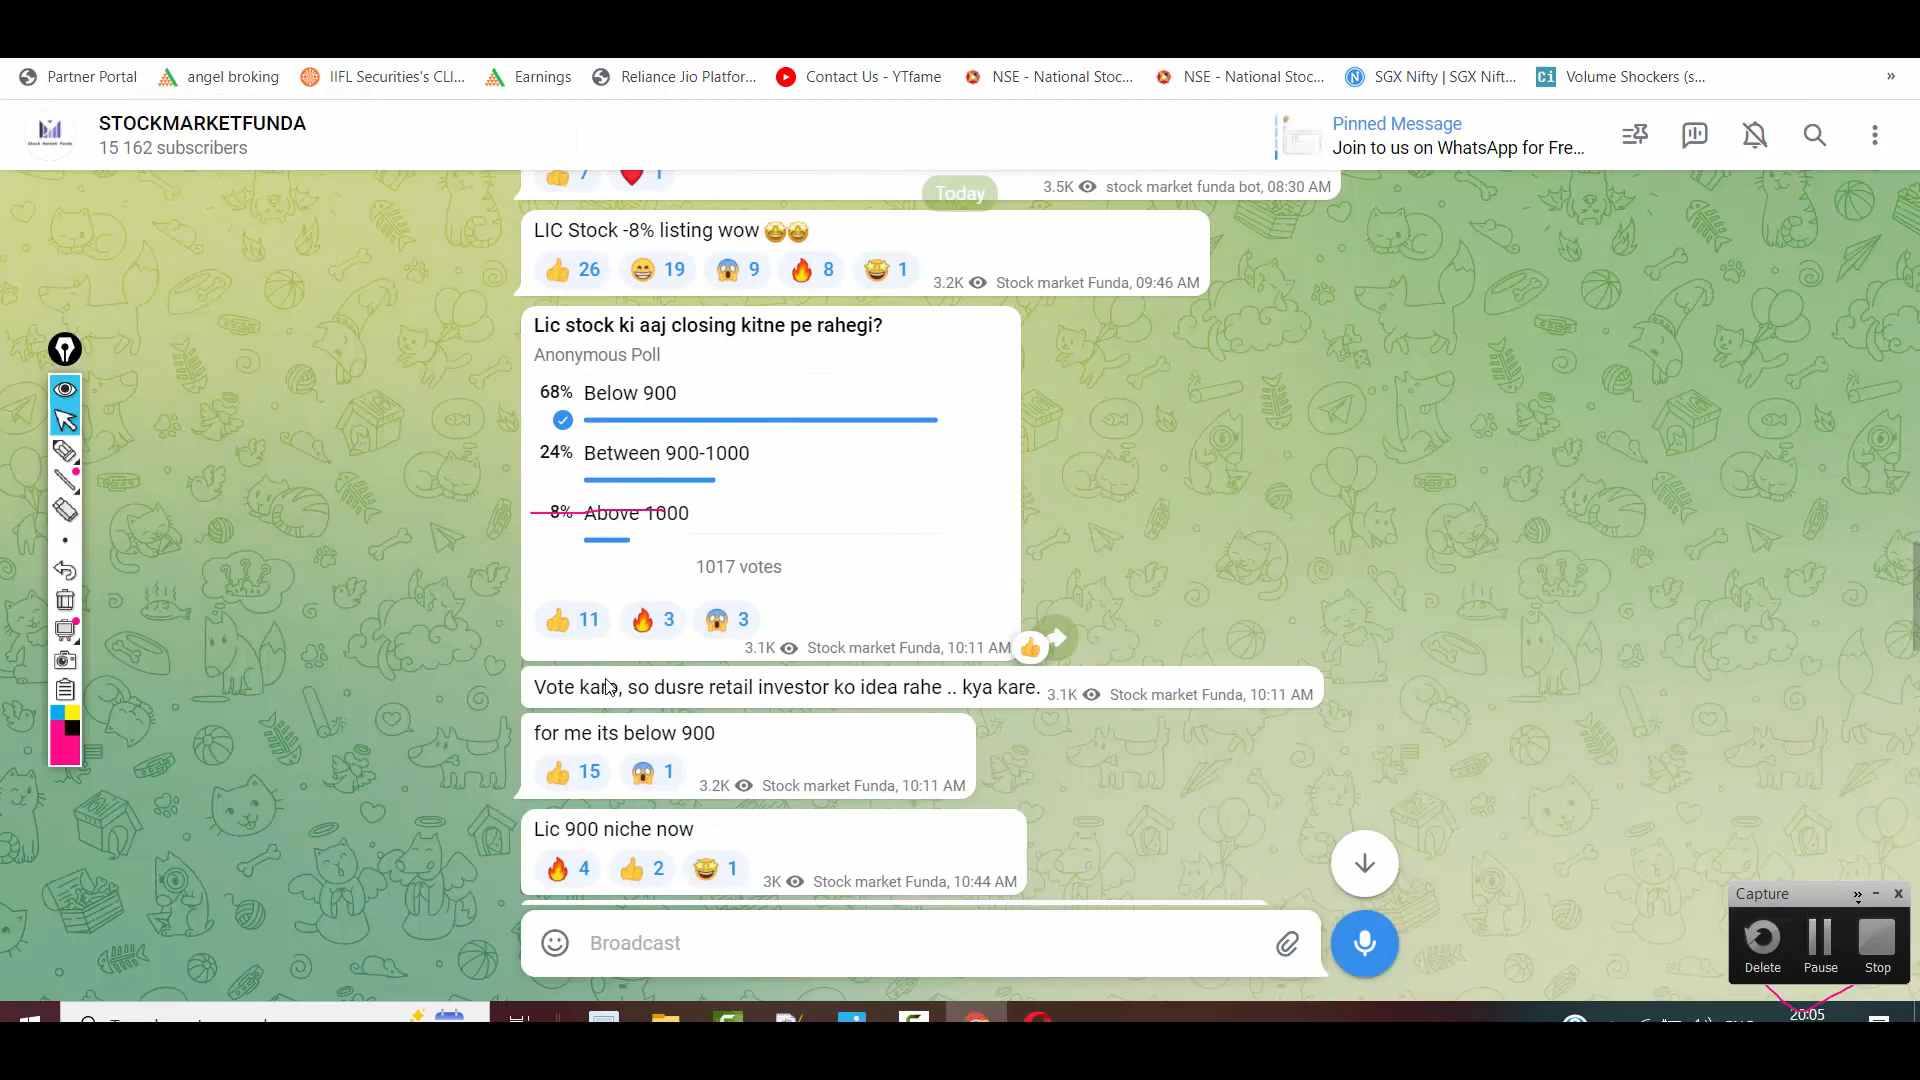 Partner Portal angel broking IIFL Securities's CLI... Earnings Reliance Jio Platfor... Contact Us - YTfame NSE - National Stoc... NSE - National Stoc... SGX Nifty | SGX Nift... Ci Volume Shockers (s... »
STOCKMARKETFUNDA
15 162 subscribers
Pinned Message
Join to us on WhatsApp for Fre...
7 1
3.5K stock market funda bot, 08:30 AM
Today
LIC Stock -8% listing wow 🤩🤩
26 19 9 8 1
3.2K Stock market Funda, 09:46 AM
Lic stock ki aaj closing kitne pe rahegi?
Anonymous Poll
68% Below 900
24% Between 900-1000
8% Above 1000
1017 votes
11 3 3
3.1K Stock market Funda, 10:11 AM
Vote karo, so dusre retail investor ko idea rahe .. kya kare.
3.1K Stock market Funda, 10:11 AM
for me its below 900
15 1
3.2K Stock market Funda, 10:11 AM
Lic 900 niche now
4 2 1
3K Stock market Funda, 10:44 AM
Broadcast
Capture
Delete Pause Stop
20:05